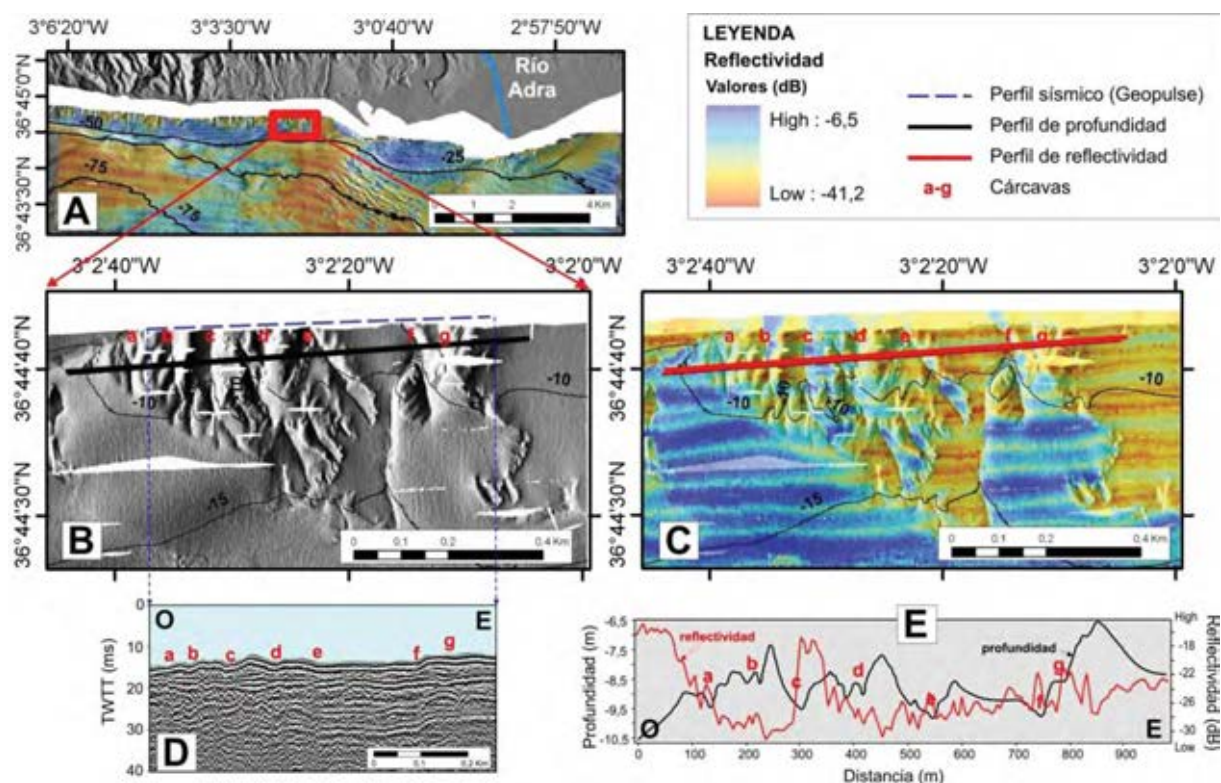 3°6'20"W 3°3'30"W 3°0'40"W 2°57'50"W
36°45'0"N
36°43'30"N
Río
Adra
-50
-25
-75
-75
A
1 2 4 Km
LEYENDA
Reflectividad
Valores (dB)
High : -6,5
Low : -41,2
Perfil sísmico (Geopulse)
Perfil de profundidad
Perfil de reflectividad
a-g Cárcavas
3°2'40"W 3°2'20"W 3°2'0"W
36°44'40"N
36°44'30"N
a b c d e f g
-10
-10
-15
B
0 0.1 0.2 0.4 Km
3°2'40"W 3°2'20"W 3°2'0"W
36°44'40"N
36°44'30"N
a b c d e f g
-10
-10
-10
-15
C
0 0.1 0.2 0.4 Km
TWTT (ms)
0
10
20
30
40
O E
a b c d e f g
D
0 0.1 0.2 Km
E
Profundidad (m)
-6,5
-7,5
-8,5
-9,5
-10,5
reflectividad
profundidad
a b c d e f g
O E
High
-16
-18
-22
-26
-30
Low
Reflectividad (dB)
0 100 200 300 400 500 600 700 800 900
Distancia (m)